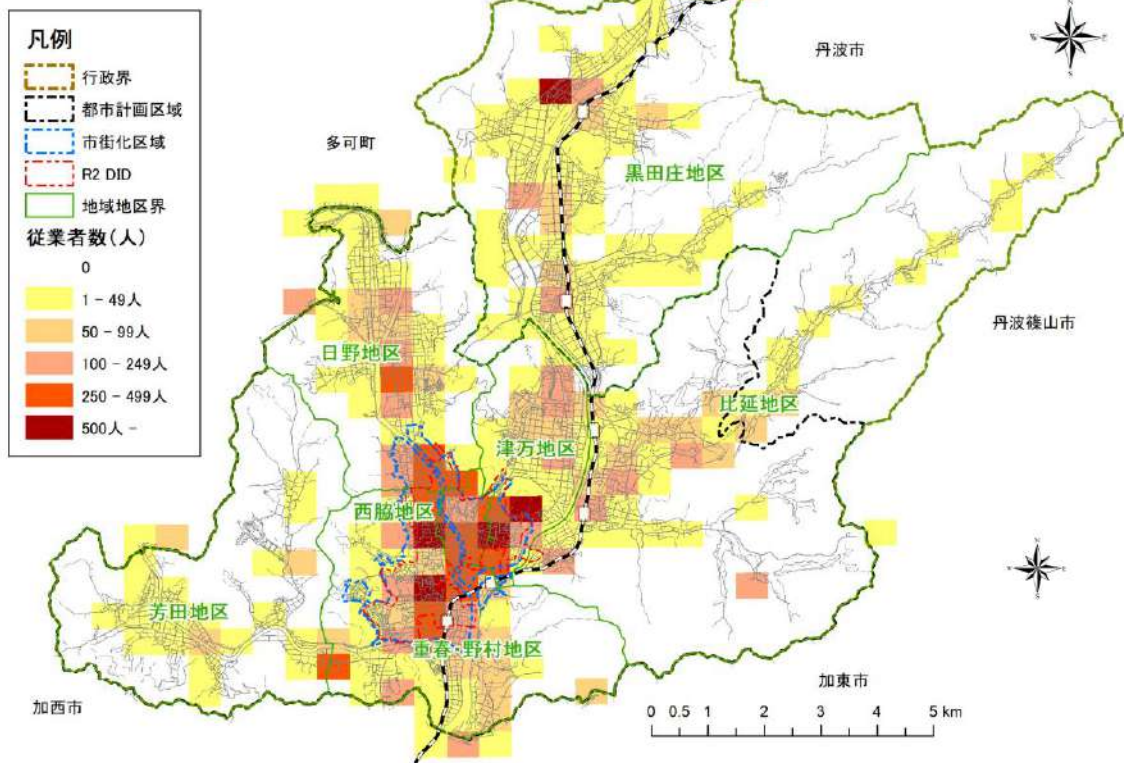 凡例
行政界
都市計画区域
市街化区域
R2 DID
地域地区界
従業者数(人)
0
1 - 49人
50 - 99人
100 - 249人
250 - 499人
500人 -
丹波市
N
W
E
S
多可町
黒田庄地区
丹波篠山市
日野地区
比延地区
津万地区
西脇地区
芳田地区
重春・野村地区
加東市
加西市
N
W
E
S
0 0.5 1 2 3 4 5 km